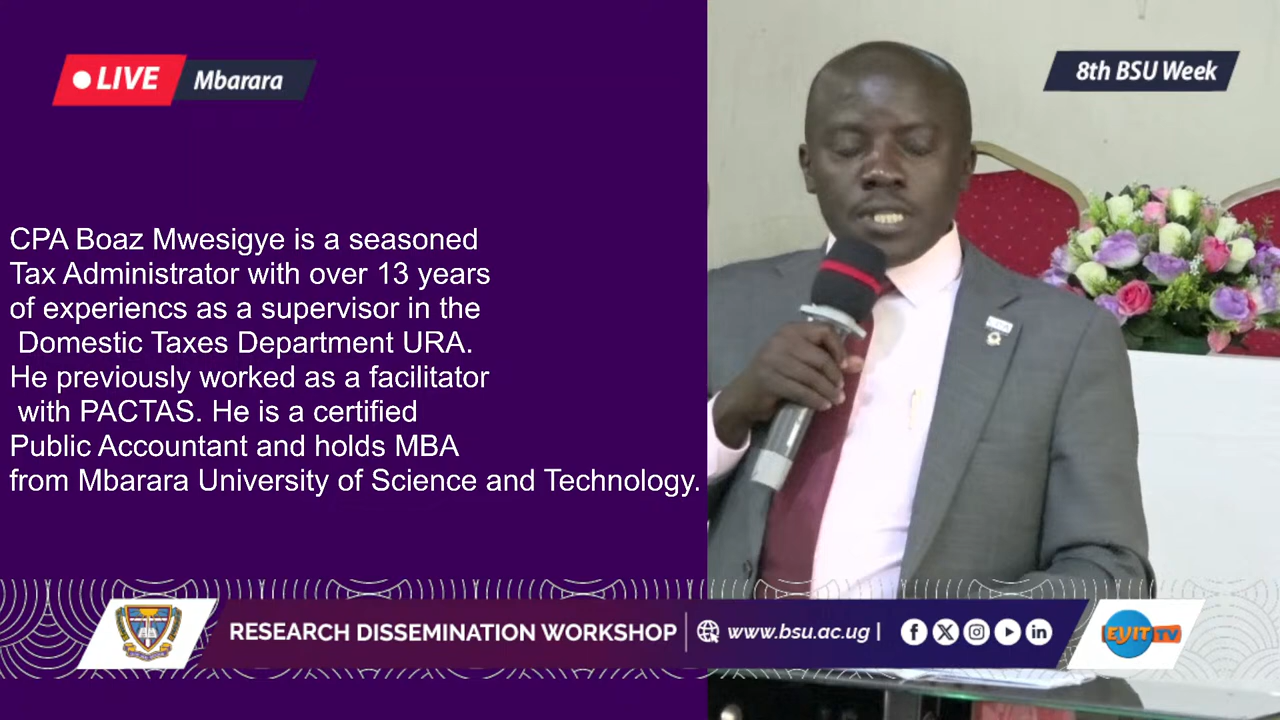 LIVE
Mbarara
8th BSU Week
CPA Boaz Mwesigye is a seasoned
Tax Administrator with over 13 years
of experiencs as a supervisor in the
Domestic Taxes Department URA.
He previously worked as a facilitator
with PACTAS. He is a certified
Public Accountant and holds MBA
from Mbarara University of Science and Technology.
RESEARCH DISSEMINATION WORKSHOP
www.bsu.ac.ug
EVIT TV